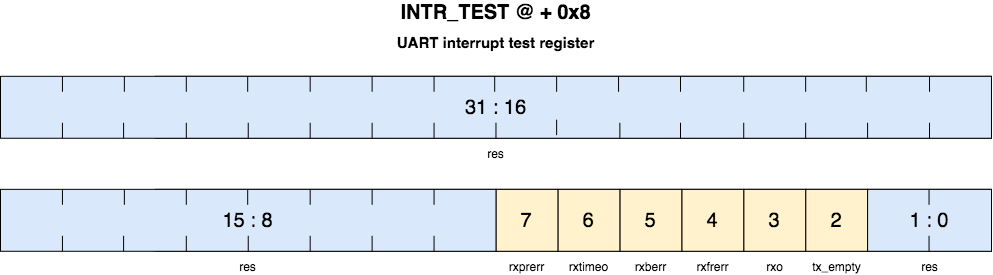 INTR_TEST @ + 0x8
UART interrupt test register
31 : 16
res
15 : 8 7 6 5 4 3 2 1 : 0
res rxprerr rxtimeo rxberr rxfrerr rxo tx_empty res